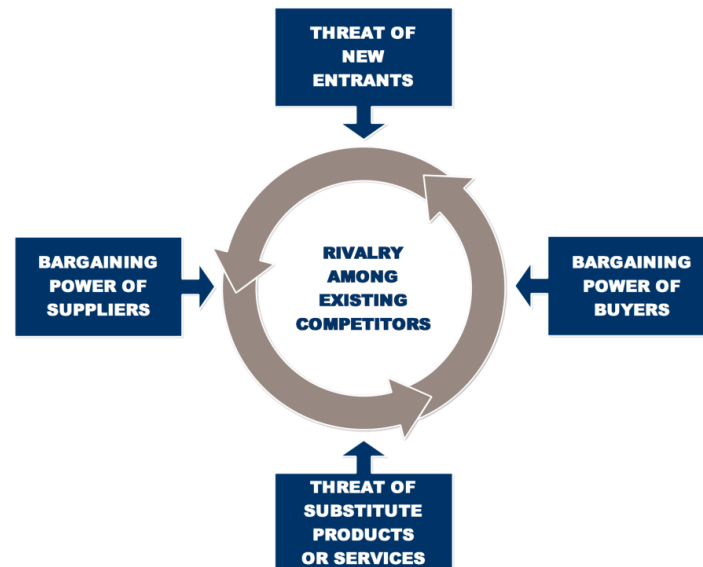 THREAT OF
NEW
ENTRANTS
BARGAINING
POWER OF
SUPPLIERS
RIVALRY
AMONG
EXISTING
COMPETITORS
BARGAINING
POWER OF
BUYERS
THREAT OF
SUBSTITUTE
PRODUCTS
OR SERVICES